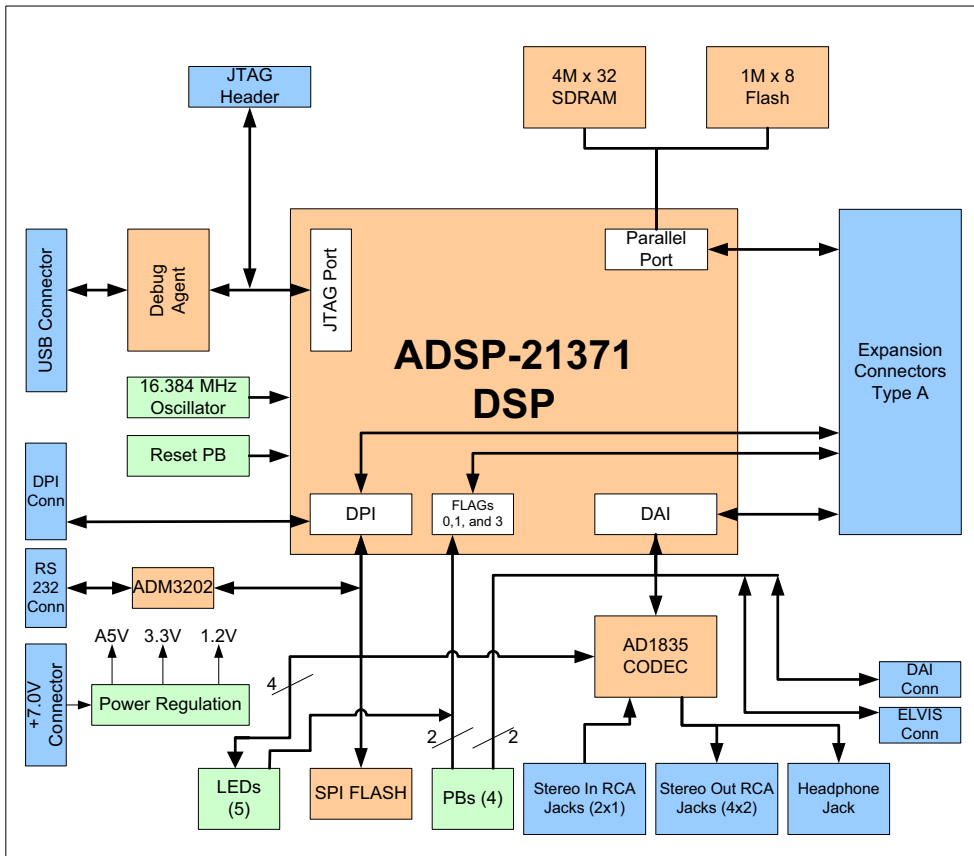 4M x 32
SDRAM
1M x 8
Flash
JTAG
Header
USB Connector
Debug
Agent
JTAG Port
Parallel
Port
Expansion
Connectors
Type A
ADSP-21371
DSP
16.384 MHz
Oscillator
Reset PB
DPI
Conn
DPI
FLAGs
0,1, and 3
DAI
RS
232
Conn
ADM3202
+7.0V
Connector
A5V
3.3V
1.2V
Power Regulation
4
AD1835
CODEC
DAI
Conn
ELVIS
Conn
2
2
LEDs
(5)
SPI FLASH
PBs (4)
Stereo In RCA
Jacks (2x1)
Stereo Out RCA
Jacks (4x2)
Headphone
Jack